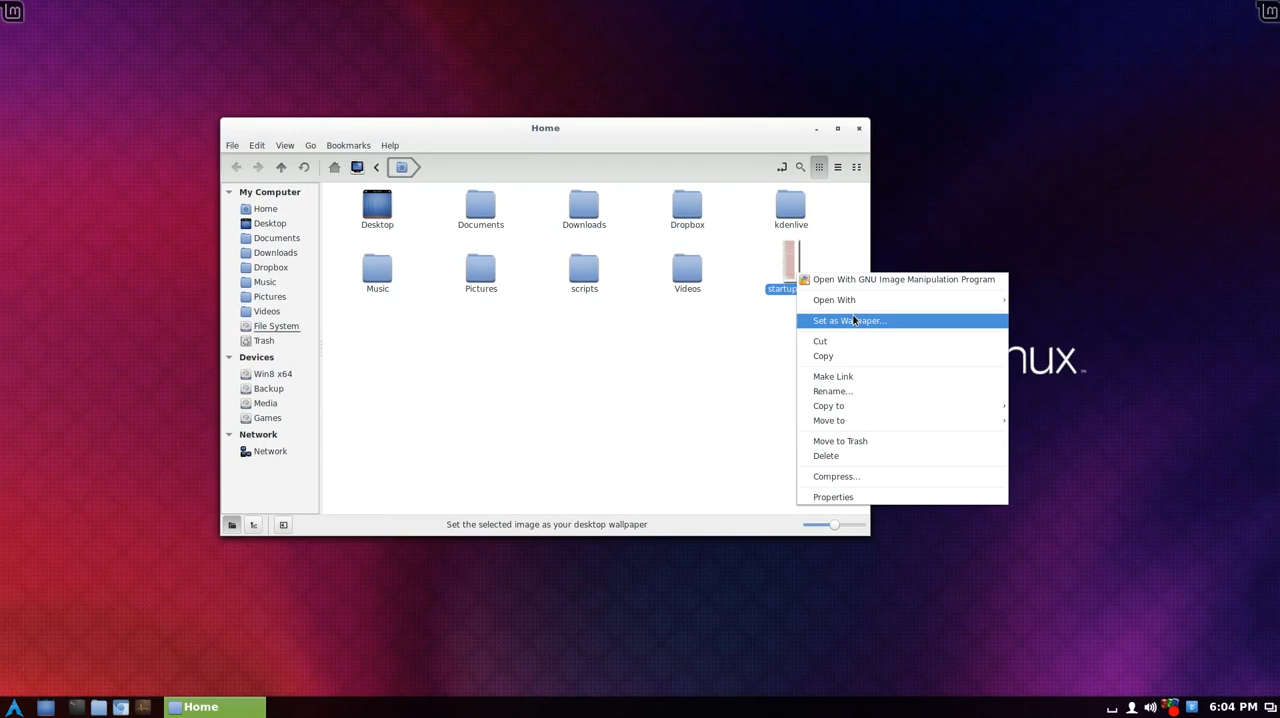 Home
File Edit View Go Bookmarks Help
My Computer
Home
Desktop
Documents
Downloads
Dropbox
Music
Pictures
Videos
File System
Trash
Devices
Win8 x64
Backup
Media
Games
Network
Network
Desktop Documents Downloads Dropbox kdenlive
Music Pictures scripts Videos startup
Open With GNU Image Manipulation Program
Open With
Set as Wallpaper...
Cut
Copy
Make Link
Rename...
Copy to
Move to
Move to Trash
Delete
Compress...
Properties
Set the selected image as your desktop wallpaper
nux™
Home
6:04 PM